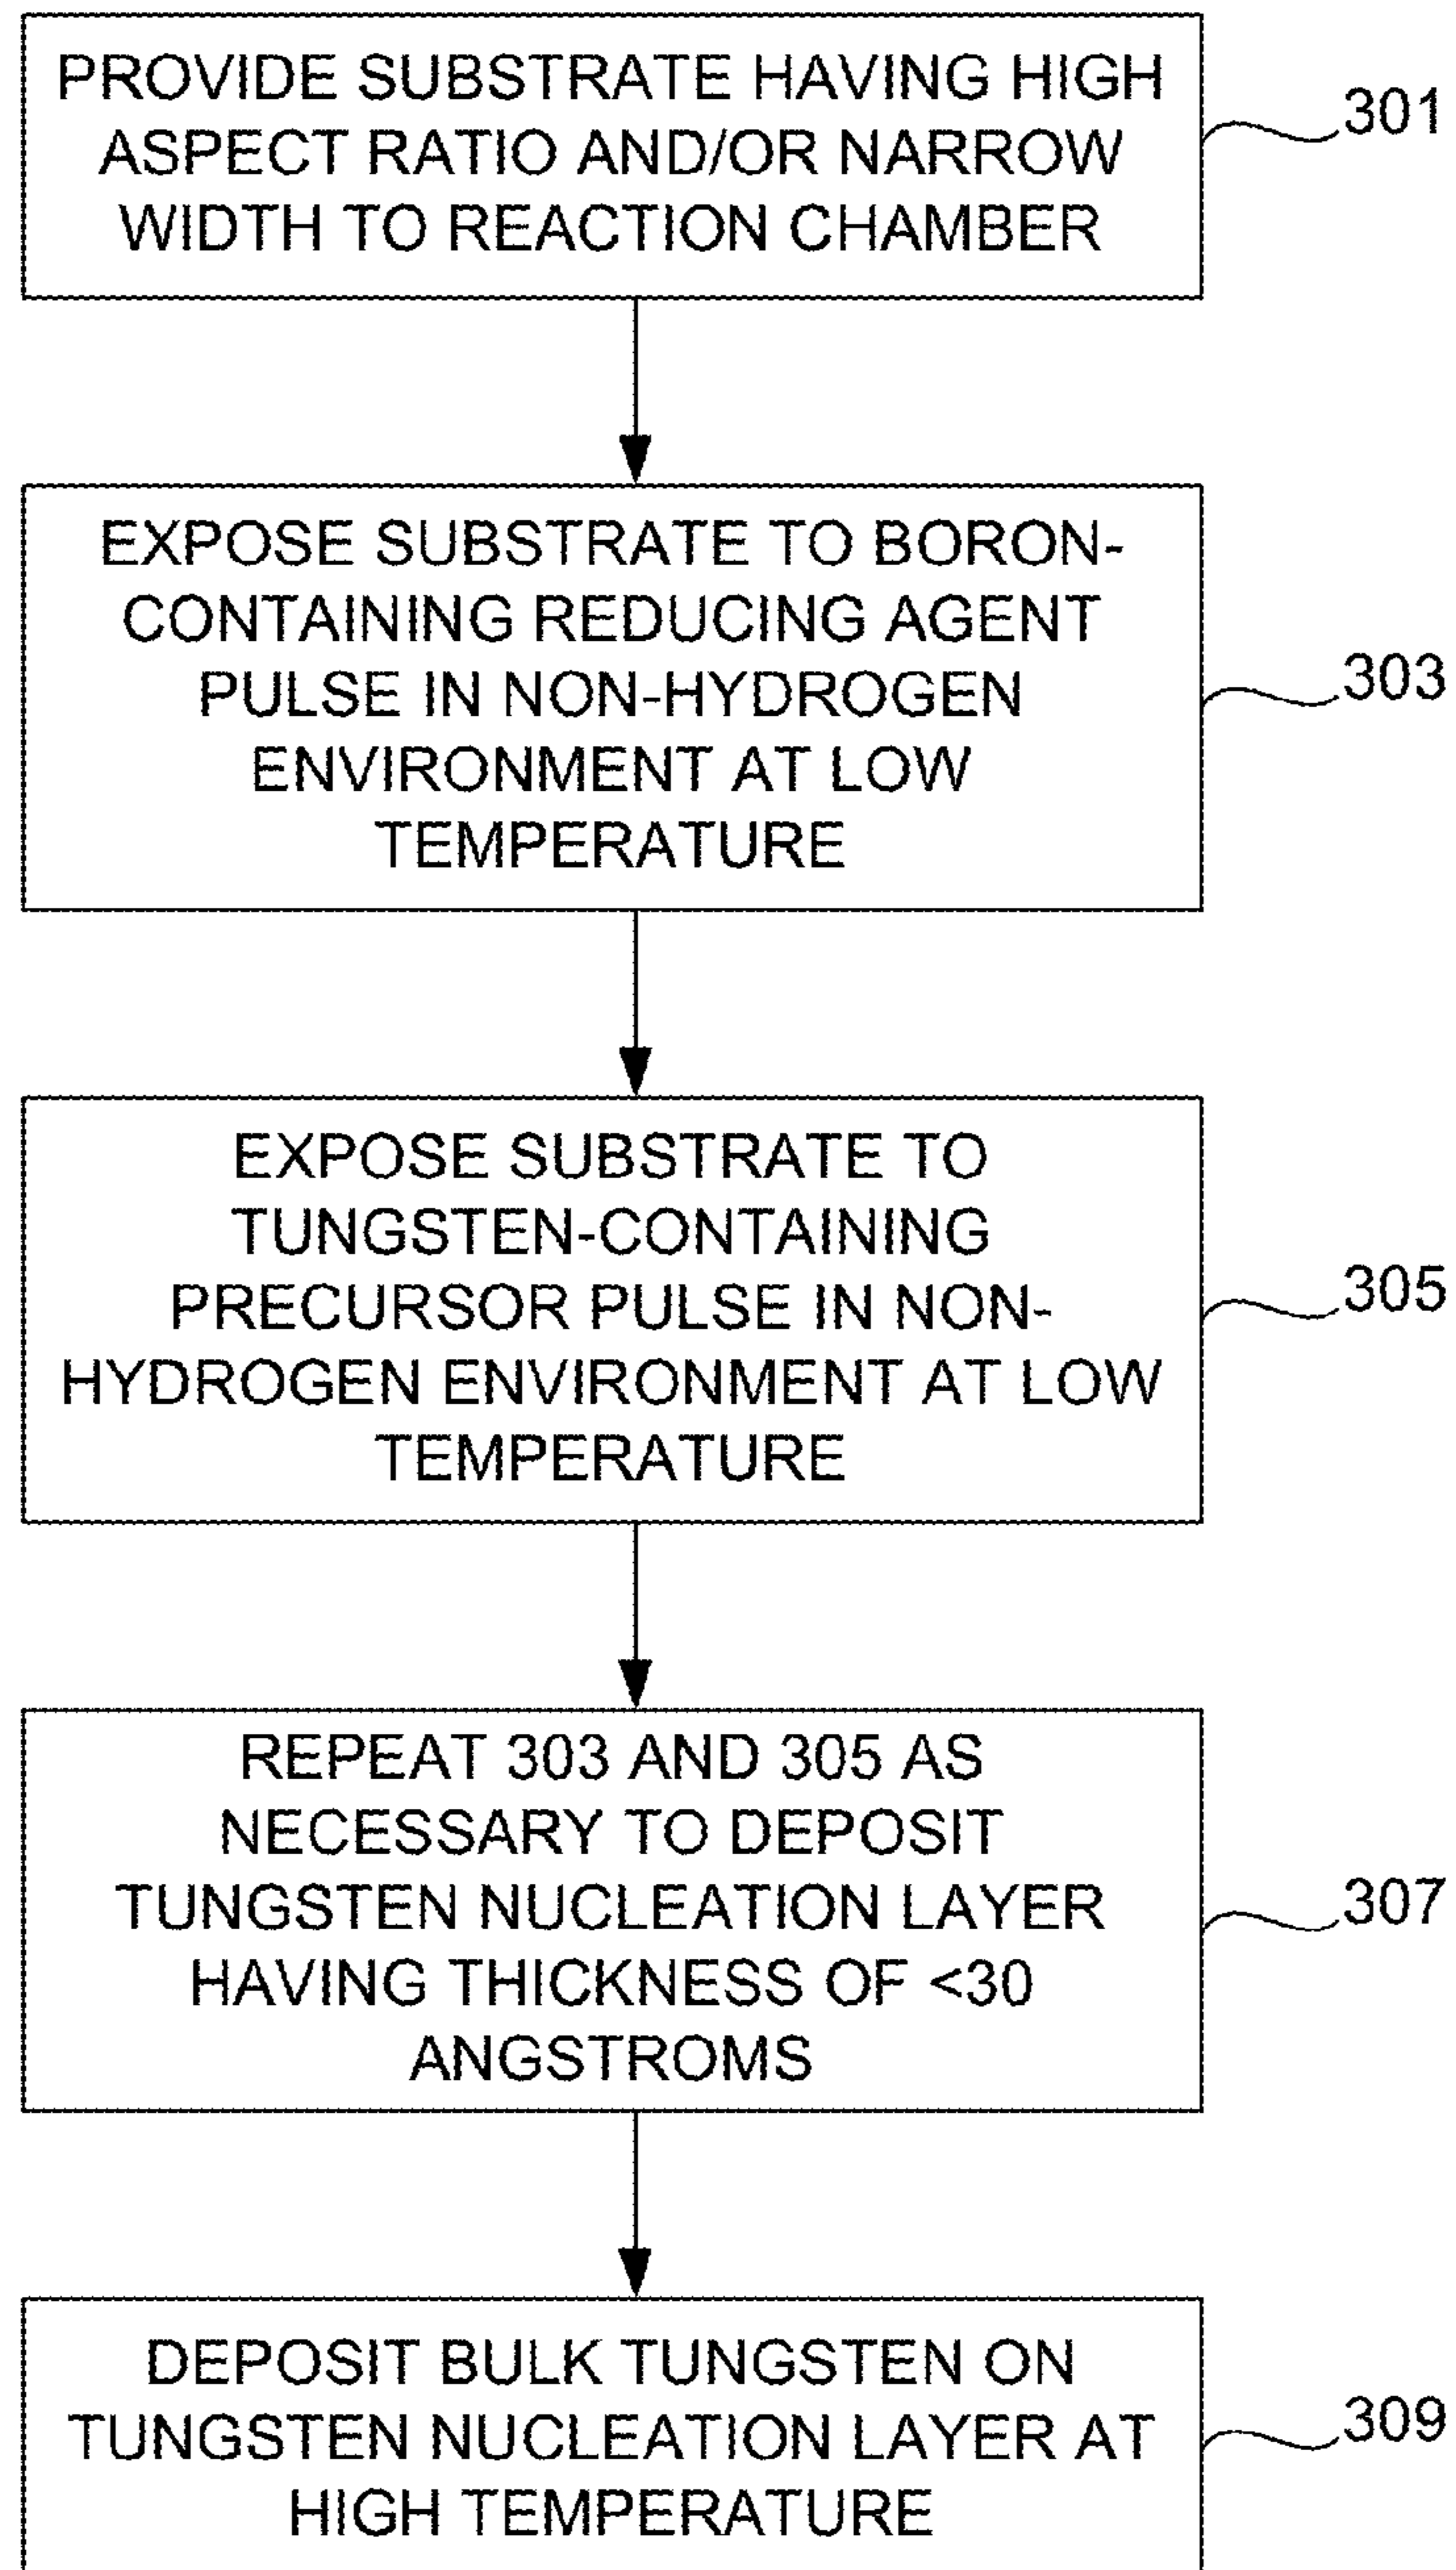 PROVIDE SUBSTRATE HAVING HIGH
ASPECT RATIO AND/OR NARROW
WIDTH TO REACTION CHAMBER
301
EXPOSE SUBSTRATE TO BORON-
CONTAINING REDUCING AGENT
PULSE IN NON-HYDROGEN
ENVIRONMENT AT LOW
TEMPERATURE
303
EXPOSE SUBSTRATE TO
TUNGSTEN-CONTAINING
PRECURSOR PULSE IN NON-
HYDROGEN ENVIRONMENT AT LOW
TEMPERATURE
305
REPEAT 303 AND 305 AS
NECESSARY TO DEPOSIT
TUNGSTEN NUCLEATION LAYER
HAVING THICKNESS OF <30
ANGSTROMS
307
DEPOSIT BULK TUNGSTEN ON
TUNGSTEN NUCLEATION LAYER AT
HIGH TEMPERATURE
309